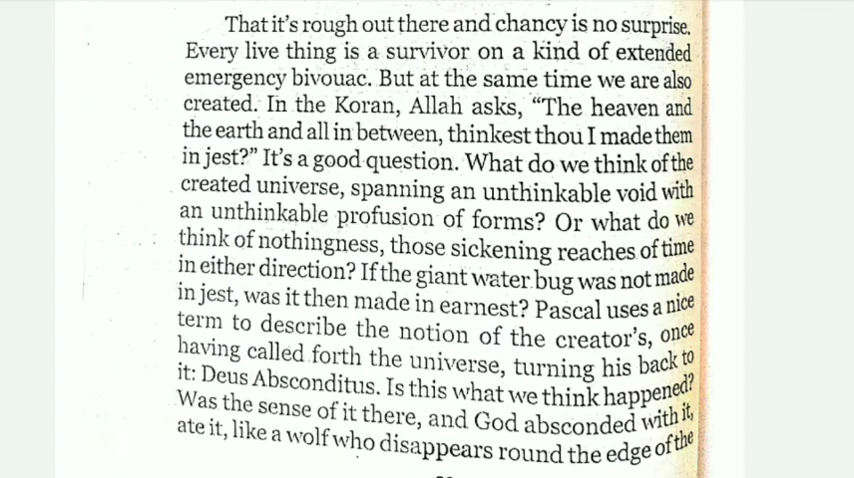 That it's rough out there and chancy is no surprise.
Every live thing is a survivor on a kind of extended
emergency bivouac. But at the same time we are also
created. In the Koran, Allah asks, “The heaven and
the earth and all in between, thinkest thou I made them
in jest?” It's a good question. What do we think of the
created universe, spanning an unthinkable void with
an unthinkable profusion of forms? Or what do we
think of nothingness, those sickening reaches of time
in either direction? If the giant water bug was not made
in jest, was it then made in earnest? Pascal uses a nice
term to describe the notion of the creator's, once
having called forth the universe, turning his back to
it: Deus Absconditus. Is this what we think happened?
Was the sense of it there, and God absconded with it,
ate it, like a wolf who disappears round the edge of the